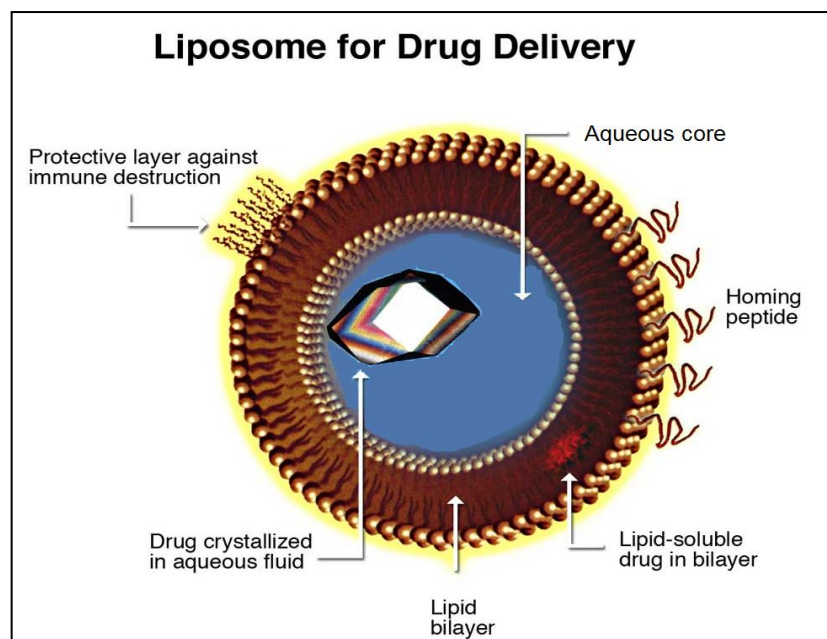 Liposome for Drug Delivery
Aqueous core
Protective layer against
immune destruction
Homing
peptide
Drug crystallized
in aqueous fluid
Lipid-soluble
drug in bilayer
Lipid
bilayer